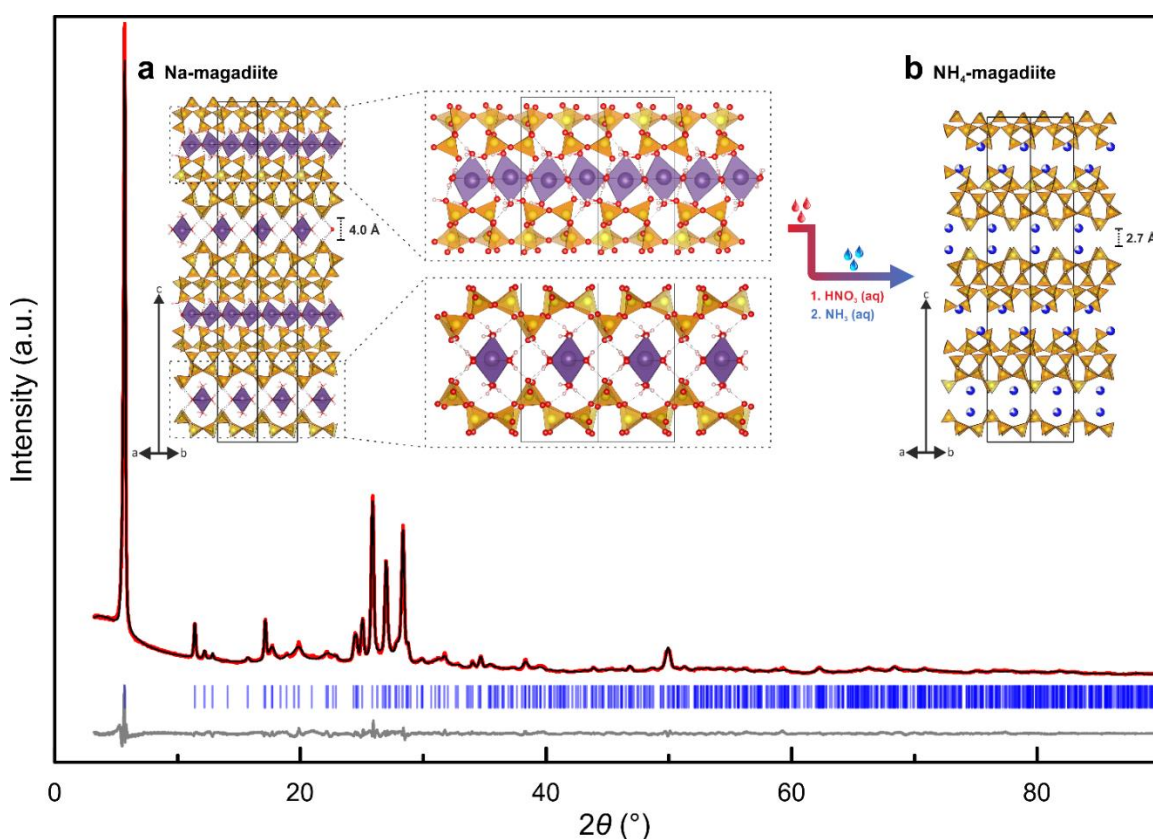 a Na-magadiite
b NH₄-magadiite
4.0 Å
2.7 Å
c
a
b
c
a
b
1. HNO₃ (aq)
2. NH₃ (aq)
Intensity (a.u.)
0
20
40
60
80
2θ (°)